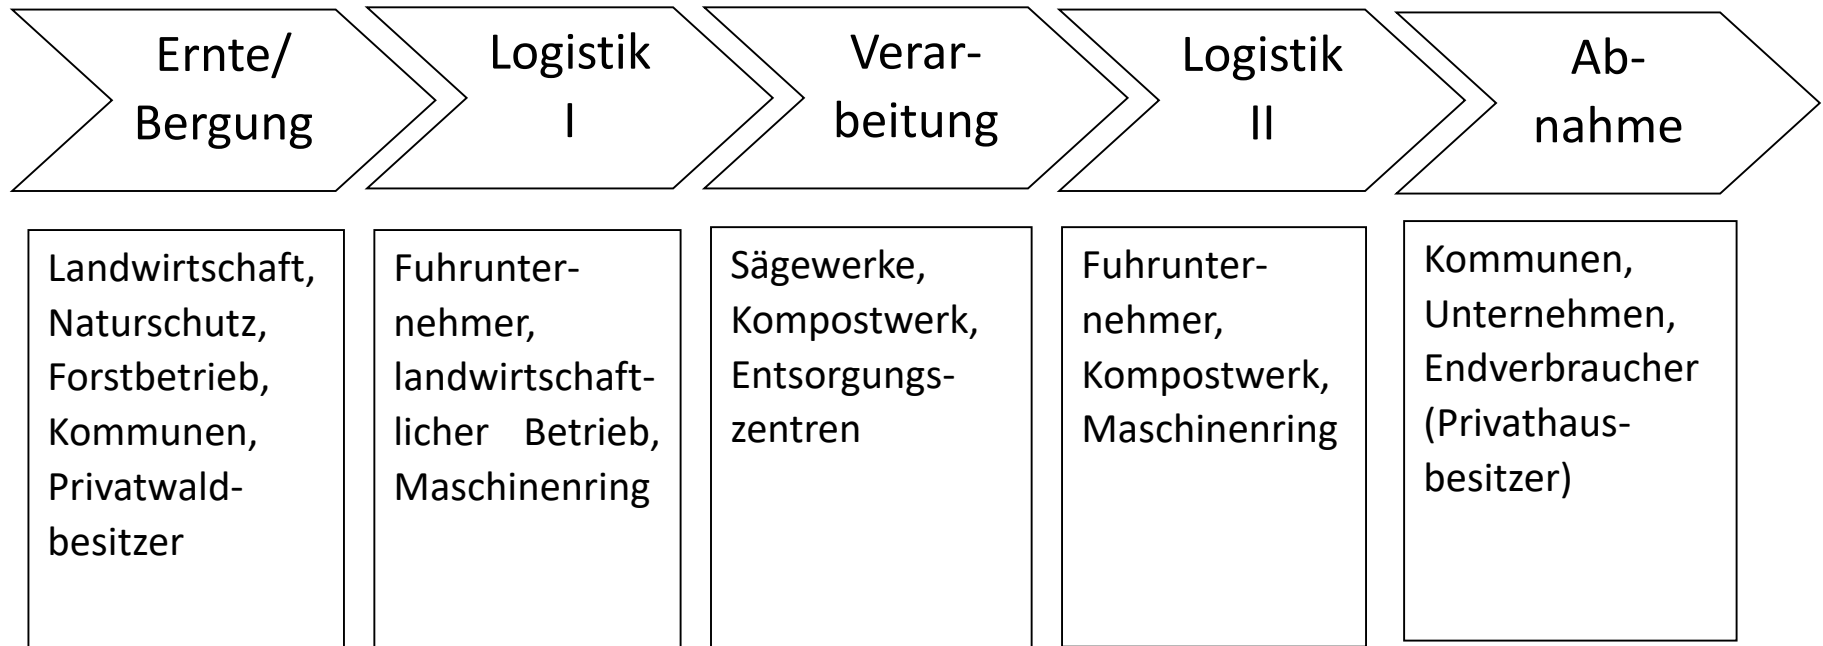 Ernte/
Bergung
Logistik
I
Verar-
beitung
Logistik
II
Ab-
nahme
Landwirtschaft,
Naturschutz,
Forstbetrieb,
Kommunen,
Privatwald-
besitzer
Fuhrunter-
nehmer,
landwirtschaft-
licher Betrieb,
Maschinenring
Sägewerke,
Kompostwerk,
Entsorgungs-
zentren
Fuhrunter-
nehmer,
Kompostwerk,
Maschinenring
Kommunen,
Unternehmen,
Endverbraucher
(Privathaus-
besitzer)